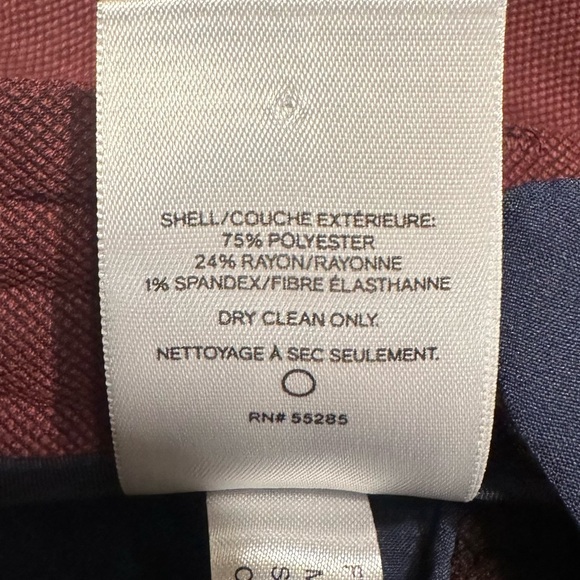 SHELL/COUCHE EXTÉRIEURE:
75% POLYESTER
24% RAYON/RAYONNE
1% SPANDEX/FIBRE ÉLASTHANNE
DRY CLEAN ONLY.
NETTOYAGE À SEC SEULEMENT.
RN# 55285